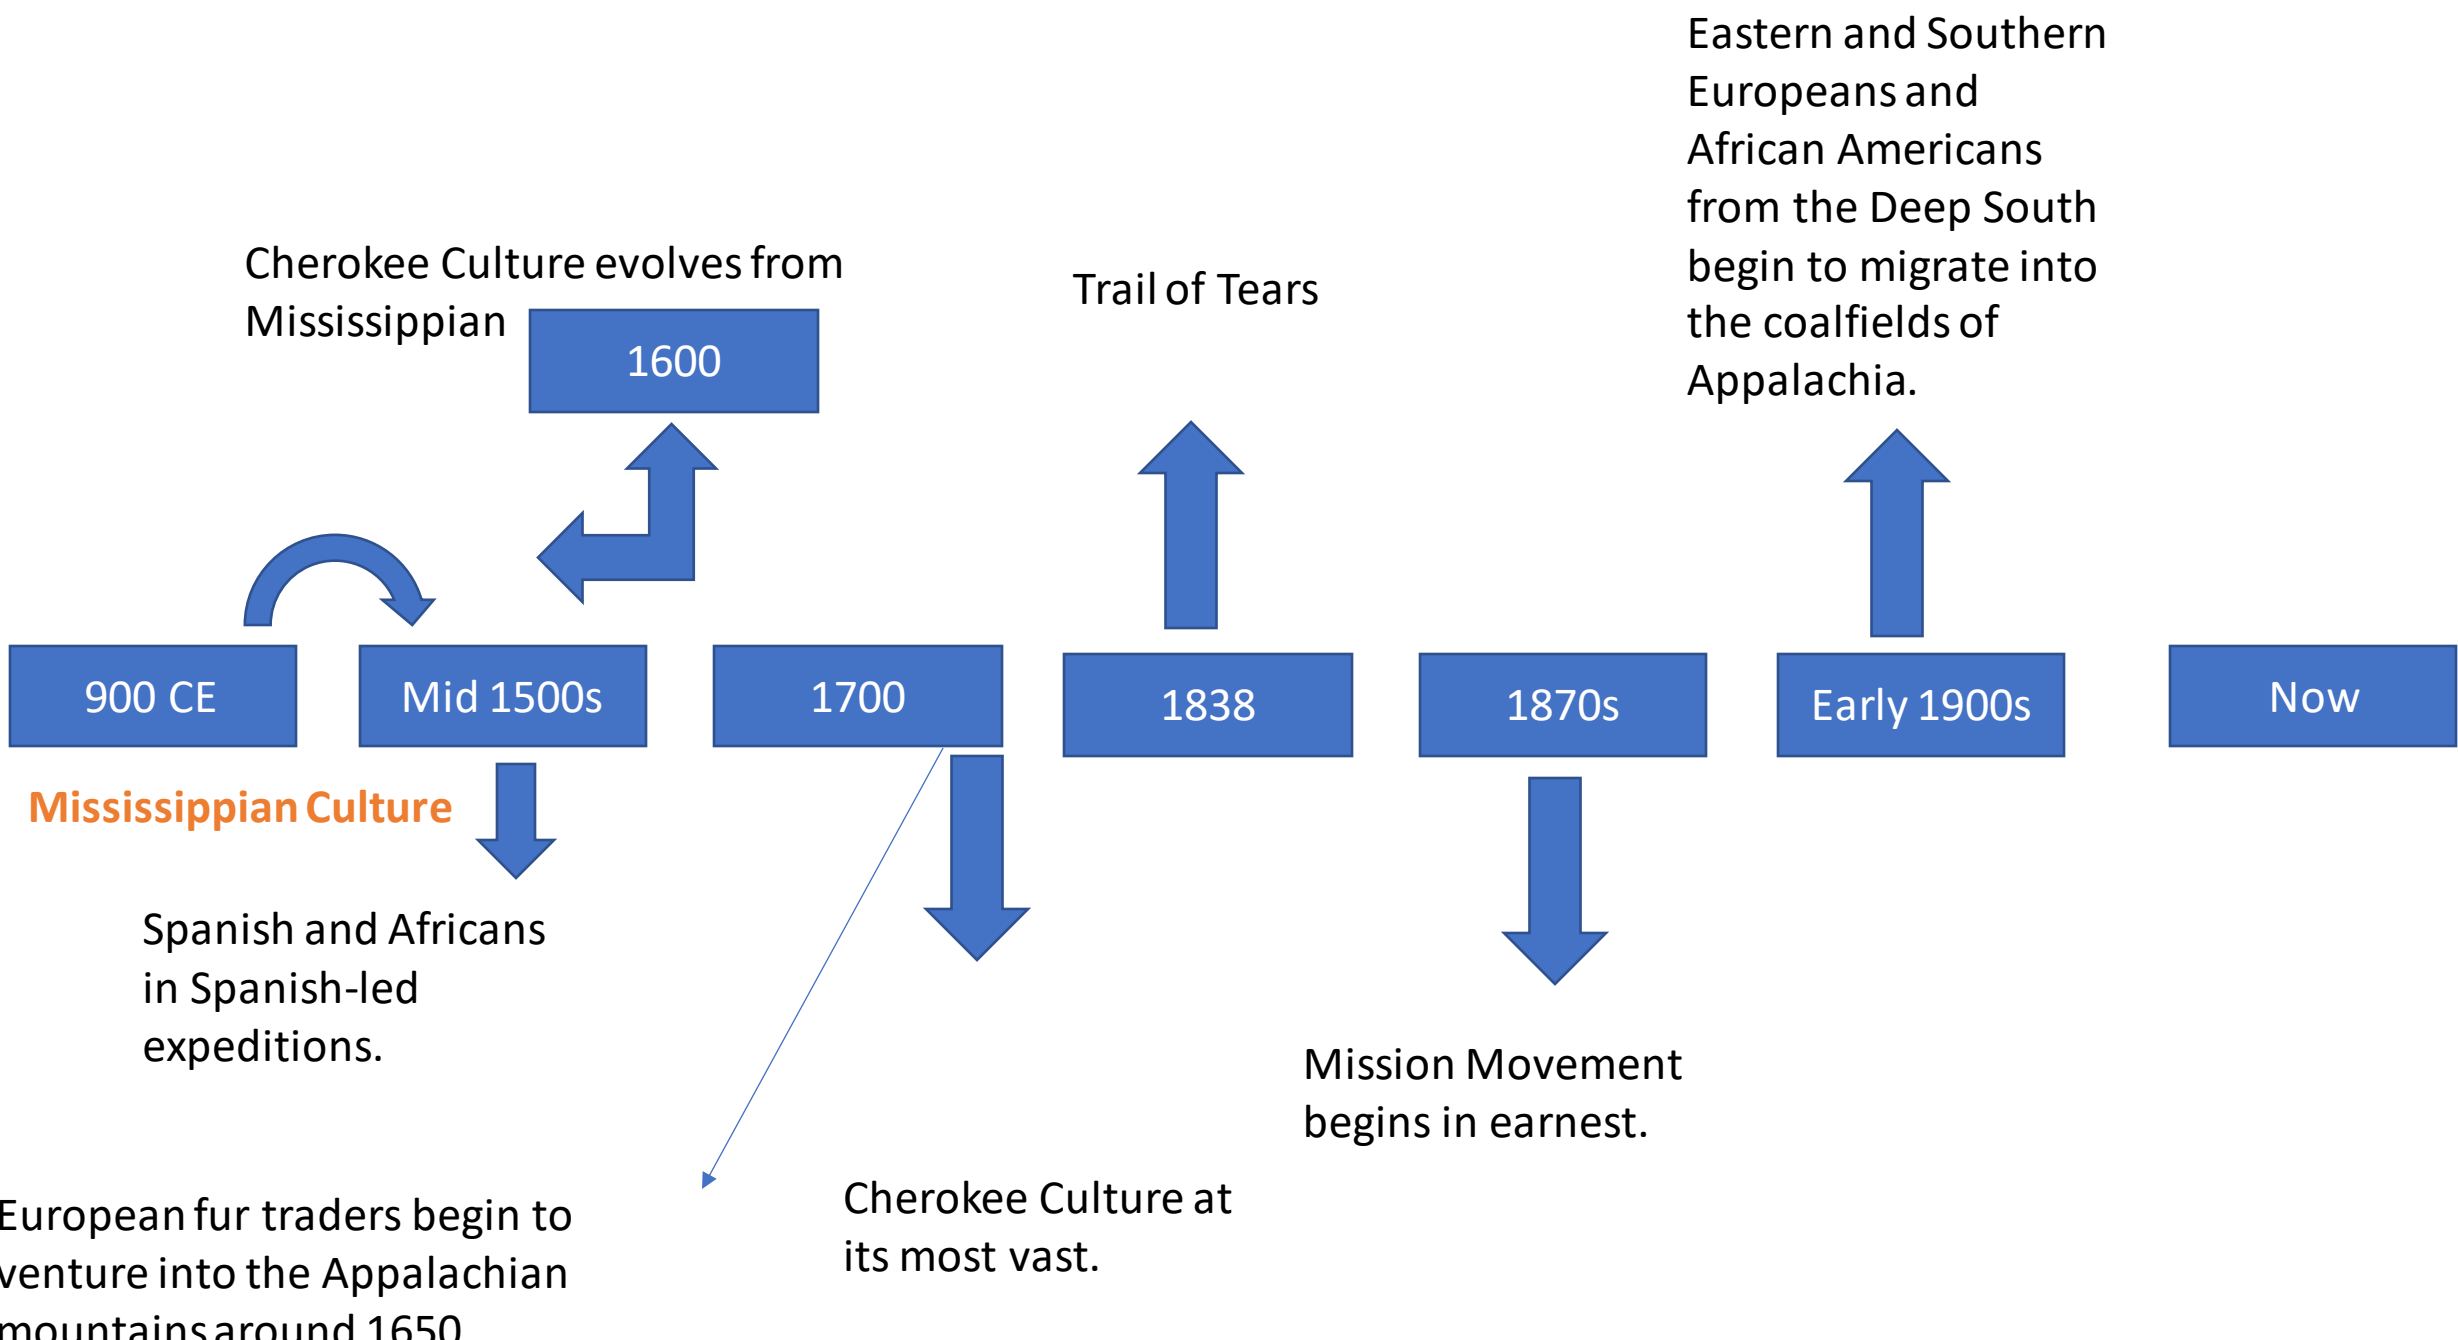 Eastern and Southern
Europeans and
African Americans
from the Deep South
begin to migrate into
the coalfields of
Appalachia.
Cherokee Culture evolves from
Mississippian
Trail of Tears
1600
900 CE
Mid 1500s
1700
1838
1870s
Early 1900s
Now
Mississippian Culture
Spanish and Africans
in Spanish-led
expeditions.
Mission Movement
begins in earnest.
Cherokee Culture at
its most vast.
European fur traders begin to
venture into the Appalachian
mountains around 1650